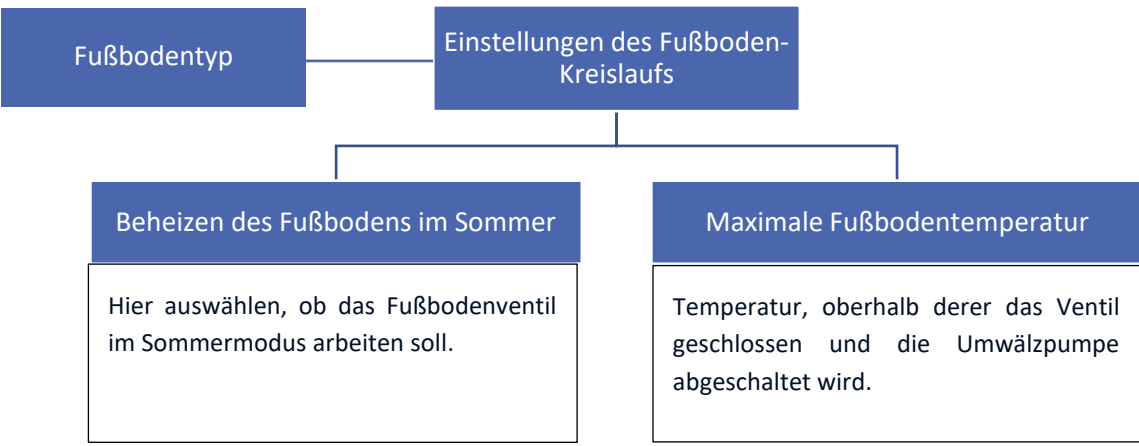 Fußbodentyp
Einstellungen des Fußboden-
Kreislaufs
Beheizen des Fußbodens im Sommer
Hier auswählen, ob das Fußbodenventil
im Sommermodus arbeiten soll.
Maximale Fußbodentemperatur
Temperatur, oberhalb derer das Ventil
geschlossen und die Umwälzpumpe
abgeschaltet wird.